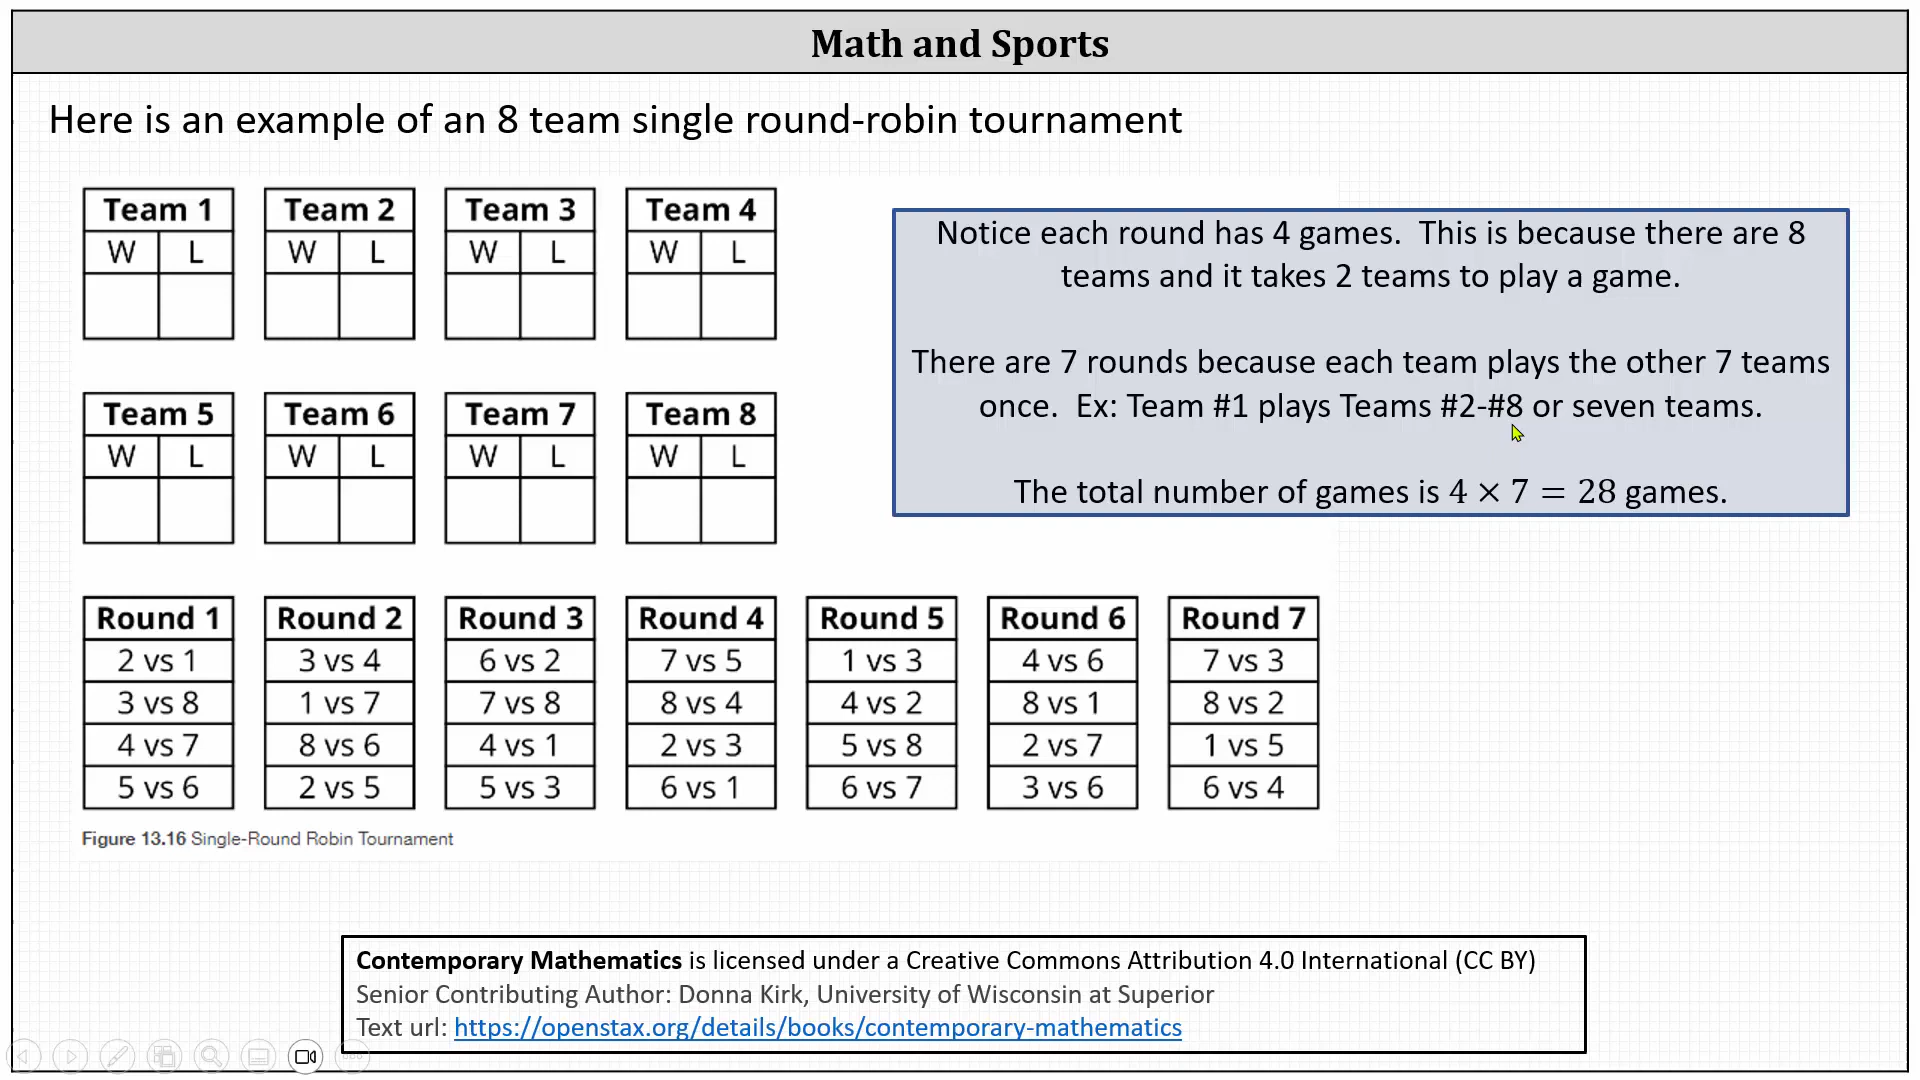 Math and Sports
Here is an example of an 8 team single round-robin tournament
Team 1 Team 2 Team 3 Team 4
W L W L W L W L
Team 5 Team 6 Team 7 Team 8
W L W L W L W L
Notice each round has 4 games. This is because there are 8
teams and it takes 2 teams to play a game.
There are 7 rounds because each team plays the other 7 teams
once. Ex: Team #1 plays Teams #2-#8 or seven teams.
The total number of games is 4 × 7 = 28 games.
Round 1 Round 2 Round 3 Round 4 Round 5 Round 6 Round 7
2 vs 1 3 vs 4 6 vs 2 7 vs 5 1 vs 3 4 vs 6 7 vs 3
3 vs 8 1 vs 7 7 vs 8 8 vs 4 4 vs 2 8 vs 1 8 vs 2
4 vs 7 8 vs 6 4 vs 1 2 vs 3 5 vs 8 2 vs 7 1 vs 5
5 vs 6 2 vs 5 5 vs 3 6 vs 1 6 vs 7 3 vs 6 6 vs 4
Figure 13.16 Single-Round Robin Tournament
Contemporary Mathematics is licensed under a Creative Commons Attribution 4.0 International (CC BY)
Senior Contributing Author: Donna Kirk, University of Wisconsin at Superior
Text url: https://openstax.org/details/books/contemporary-mathematics